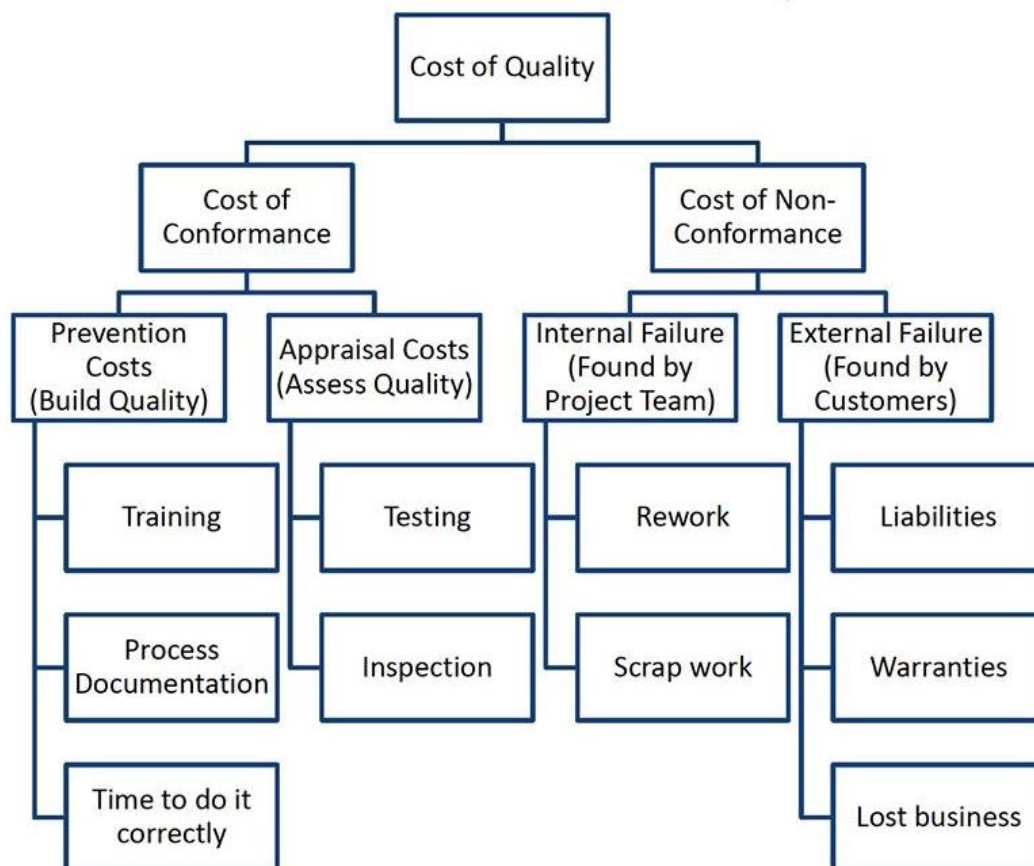 Cost of Quality
Cost of
Conformance
Cost of Non-
Conformance
Prevention
Costs
(Build Quality)
Appraisal Costs
(Assess Quality)
Internal Failure
(Found by
Project Team)
External Failure
(Found by
Customers)
Training
Testing
Rework
Liabilities
Process
Documentation
Inspection
Scrap work
Warranties
Time to do it
correctly
Lost business